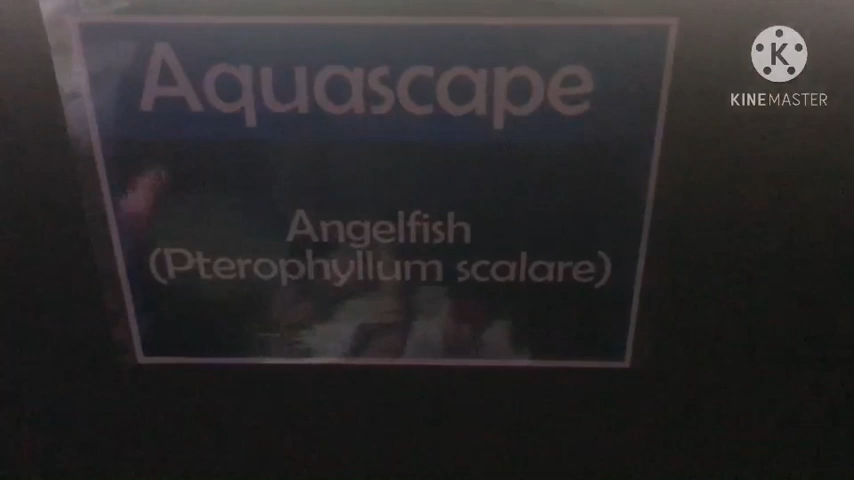 Aquascape
Angelfish
(Pterophyllum scalare)
K
KINEMASTER